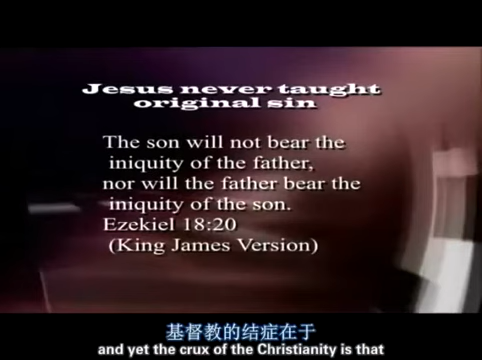 Jesus never taught
original sin
The son will not bear the
iniquity of the father,
nor will the father bear the
iniquity of the son.
Ezekiel 18:20
(King James Version)
基督教的结症在于
and yet the crux of the Christianity is that